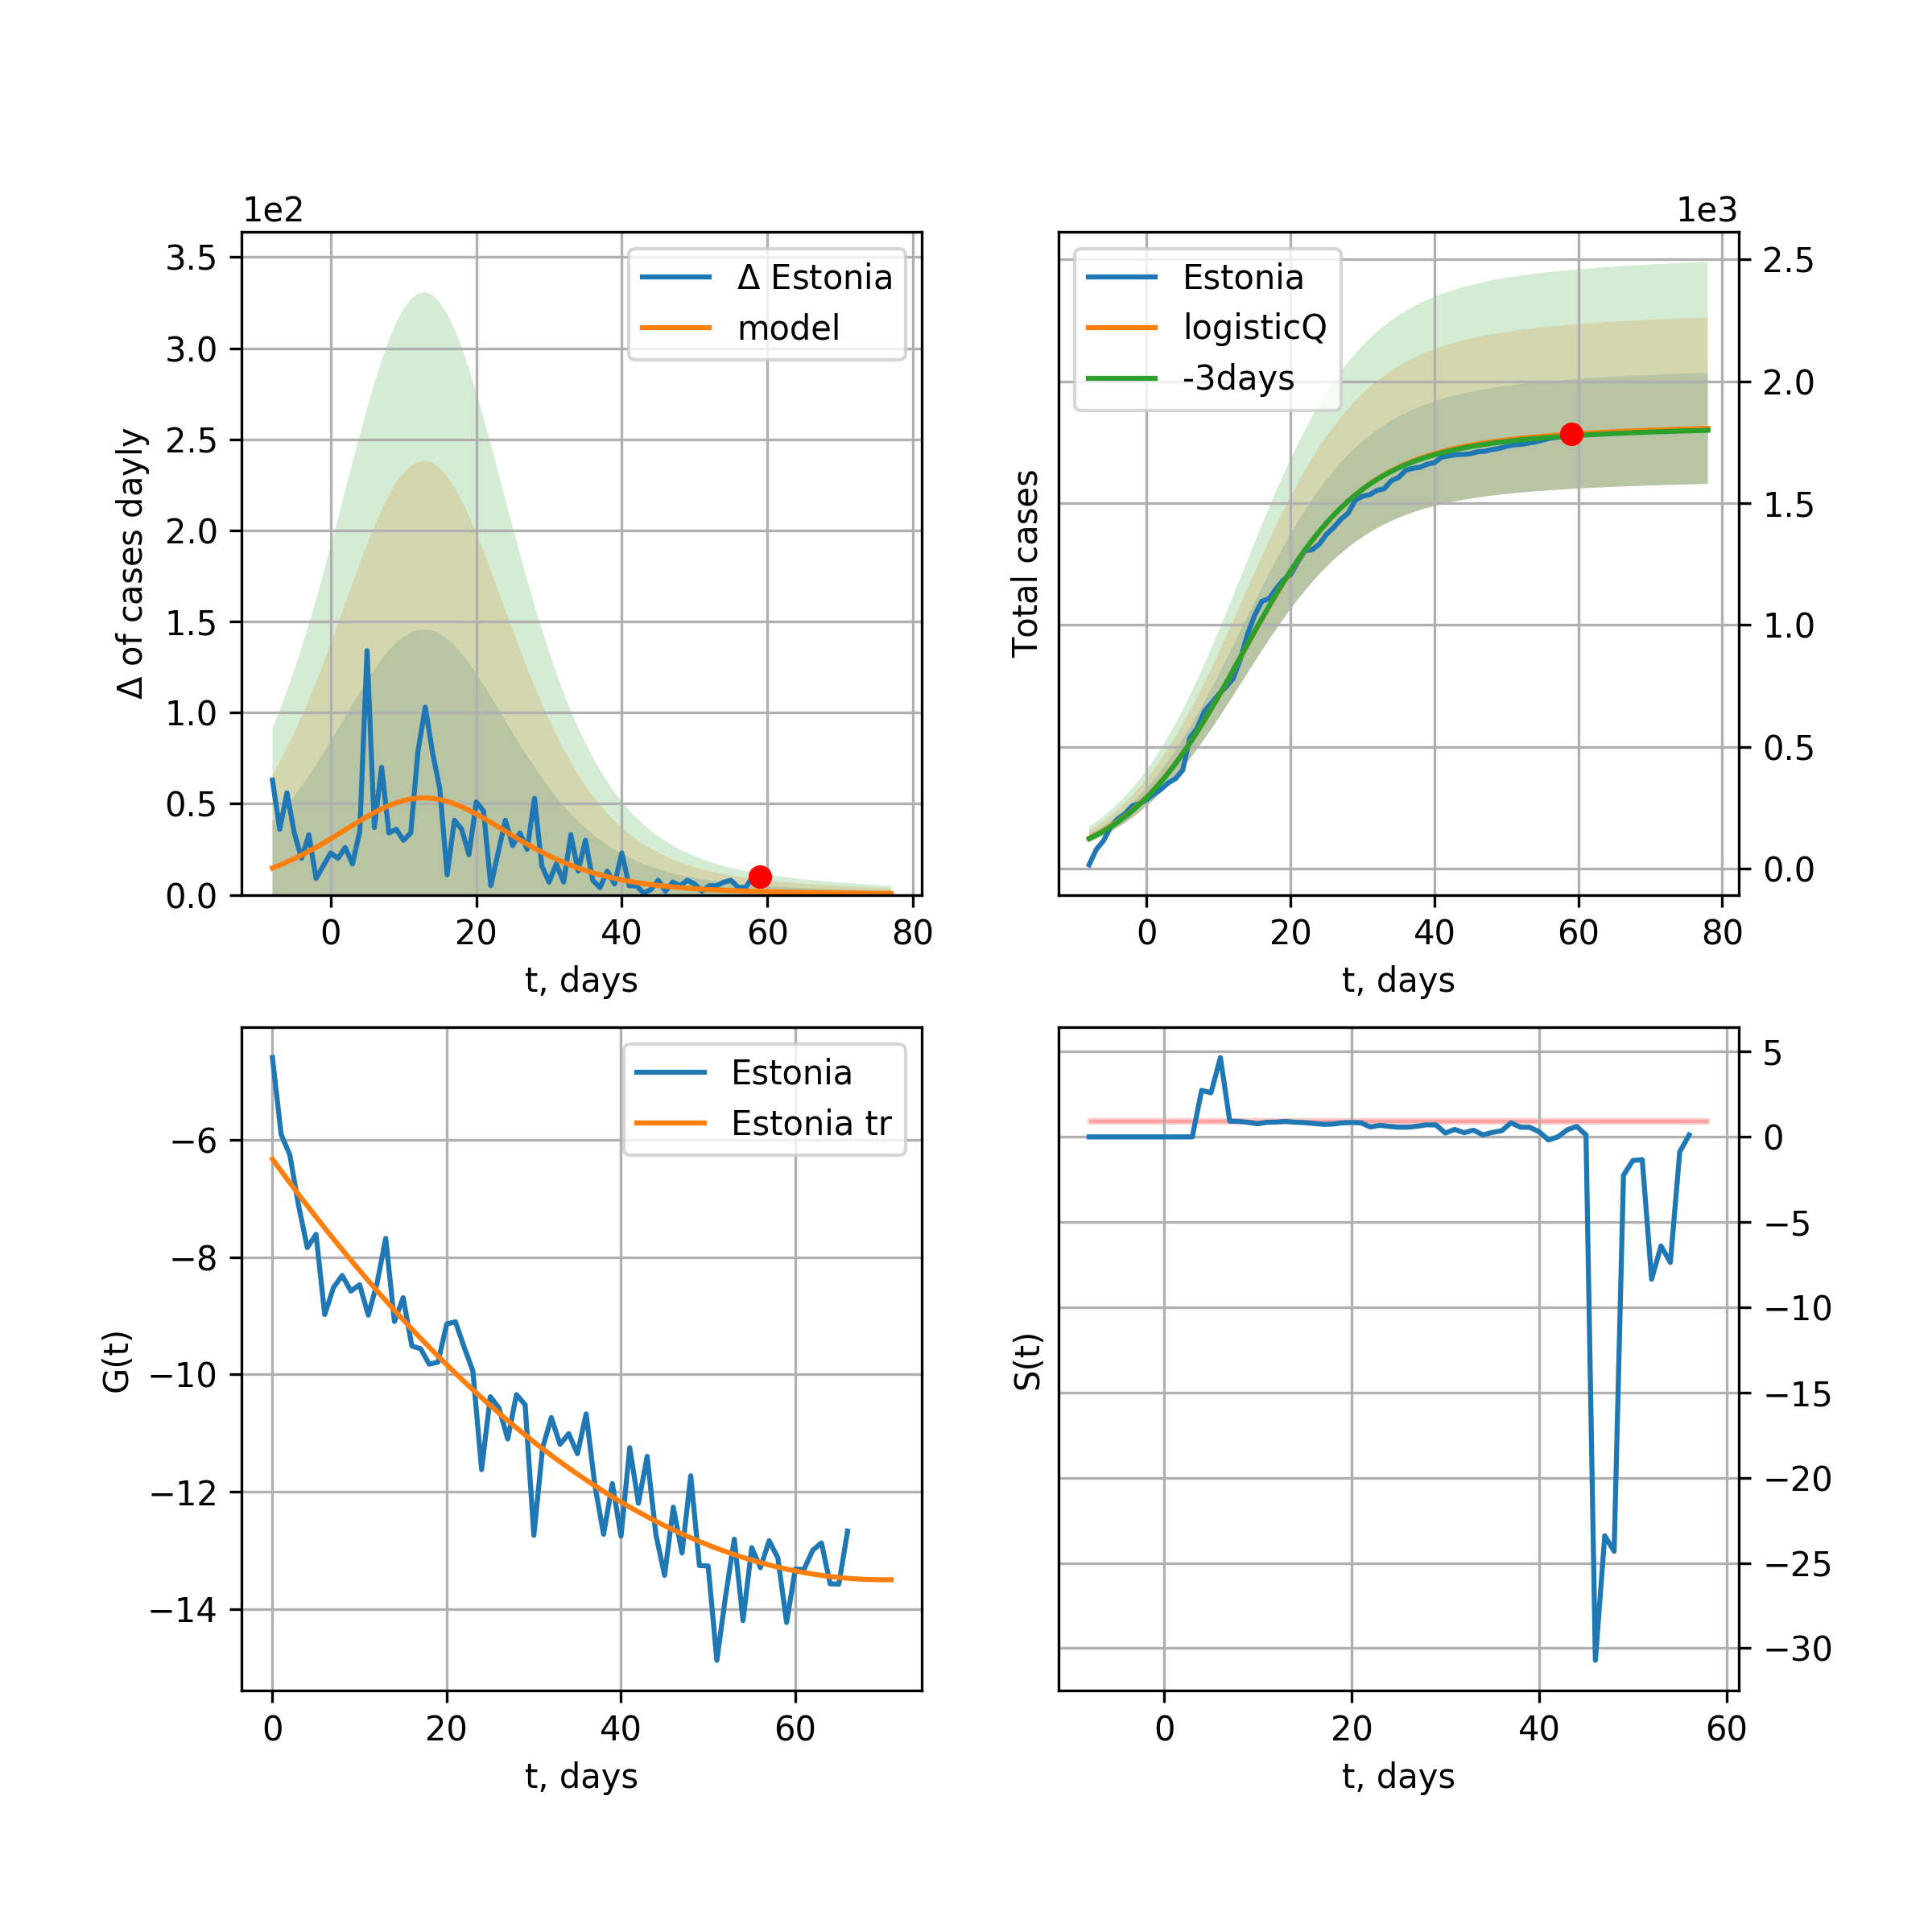 1e2
3.5
3.0
2.5
2.0
1.5
1.0
0.5
0.0
Δ of cases dayly
Δ Estonia
model
0 20 40 60 80
t, days
1e3
Total cases
Estonia
logisticQ
-3days
2.5
2.0
1.5
1.0
0.5
0.0
0 20 40 60 80
t, days
G(t)
−6
−8
−10
−12
−14
Estonia
Estonia tr
0 20 40 60
t, days
S(t)
5
0
−5
−10
−15
−20
−25
−30
0 20 40 60
t, days